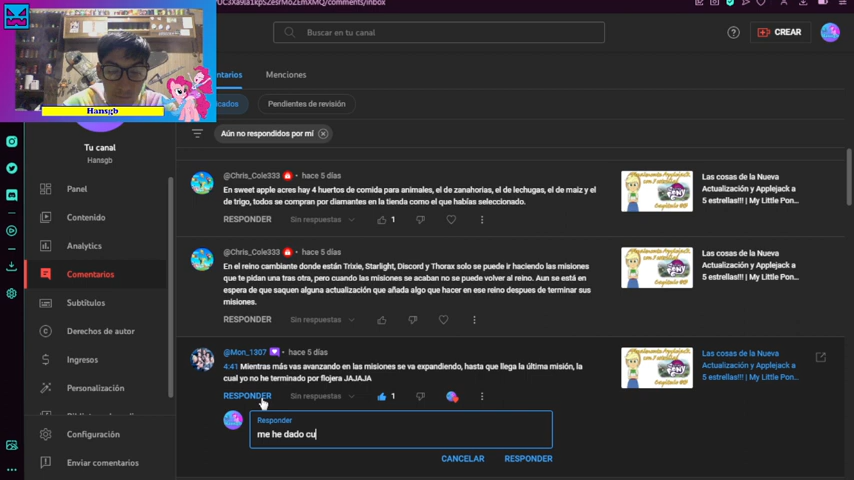 UC3Xa9la1kpSZesrMoZEMXQ/comments/inbox
Buscar en tu canal
CREAR
Hansgb
Menciones
Pendientes de revisión
Aún no respondidos por mí
Tu canal
Hansgb
Panel
Contenido
Analytics
Comentarios
Subtítulos
Derechos de autor
Ingresos
Personalización
Configuración
Enviar comentarios
@Chris_Cole333 hace 5 días
En sweet apple acres hay 4 huertos de comida para animales, el de zanahorias, el de lechugas, el de maiz y el
de trigo, todos se compran por diamantes en la tienda como el que habías seleccionado.
RESPONDER Sin respuestas 1
Las cosas de la Nueva
Actualización y Applejack a
5 estrellas!!! | My Little Pon...
@Chris_Cole333 hace 5 días
En el reino cambiante donde están Trixie, Starlight, Discord y Thorax solo se puede ir haciendo las misiones
que te pidan una tras otra, pero cuando las misiones se acaban no se puede volver al reino. Aun se está en
espera de que saquen alguna actualización que añada algo que hacer en ese reino despues de terminar sus
misiones.
RESPONDER Sin respuestas
Las cosas de la Nueva
Actualización y Applejack a
5 estrellas!!! | My Little Pon...
@Mon_1307 hace 5 días
4:41 Mientras más vas avanzando en las misiones se va expandiendo, hasta que llega la última misión, la
cual yo no he terminado por flojera JAJAJA
RESPONDER Sin respuestas 1
Las cosas de la Nueva
Actualización y Applejack a
5 estrellas!!! | My Little Pon...
Responder
me he dado cu
CANCELAR RESPONDER